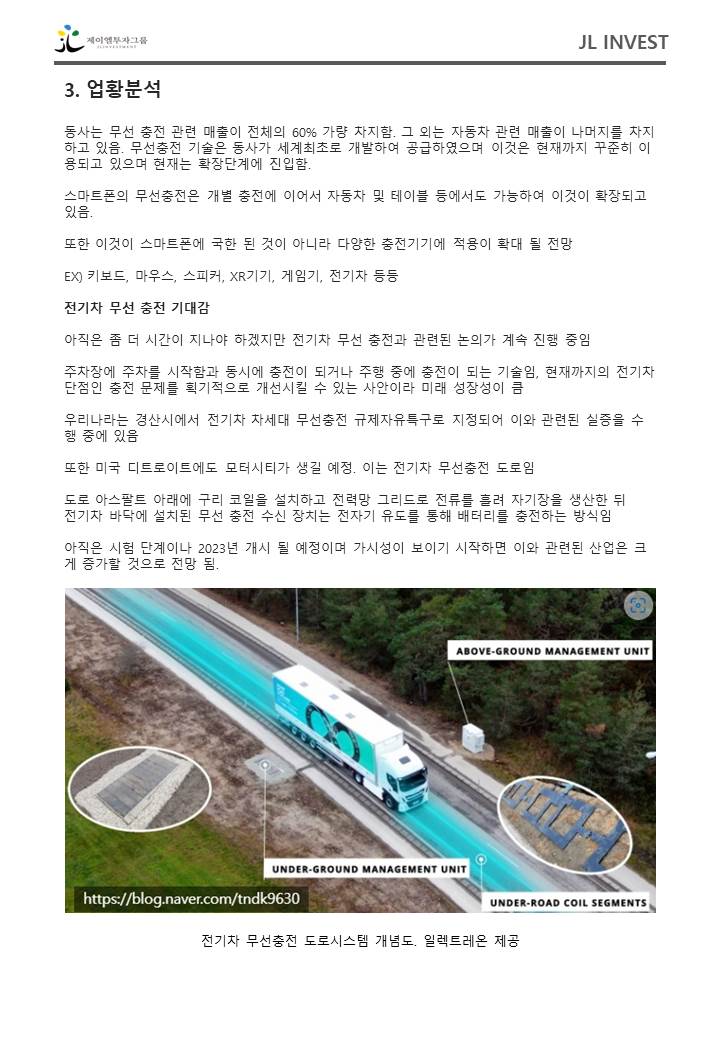 제이엘투자그룹
JLINVESTMENT
JL INVEST
3. 업황분석
동사는 무선 충전 관련 매출이 전체의 60% 가량 차지함. 그 외는 자동차 관련 매출이 나머지를 차지
하고 있음. 무선충전 기술은 동사가 세계최초로 개발하여 공급하였으며 이것은 현재까지 꾸준히 이
용되고 있으며 현재는 확장단계에 진입함.
스마트폰의 무선충전은 개별 충전에 이어서 자동차 및 테이블 등에서도 가능하여 이것이 확장되고
있음.
또한 이것이 스마트폰에 국한 된 것이 아니라 다양한 충전기기에 적용이 확대 될 전망
EX) 키보드, 마우스, 스피커, XR기기, 게임기, 전기차 등등
전기차 무선 충전 기대감
아직은 좀 더 시간이 지나야 하겠지만 전기차 무선 충전과 관련된 논의가 계속 진행 중임
주차장에 주차를 시작함과 동시에 충전이 되거나 주행 중에 충전이 되는 기술임, 현재까지의 전기차
단점인 충전 문제를 획기적으로 개선시킬 수 있는 사안이라 미래 성장성이 큼
우리나라는 경산시에서 전기차 차세대 무선충전 규제자유특구로 지정되어 이와 관련된 실증을 수
행 중에 있음
또한 미국 디트로이트에도 모터시티가 생길 예정. 이는 전기차 무선충전 도로임
도로 아스팔트 아래에 구리 코일을 설치하고 전력망 그리드로 전류를 흘려 자기장을 생산한 뒤
전기차 바닥에 설치된 무선 충전 수신 장치는 전자기 유도를 통해 배터리를 충전하는 방식임
아직은 시험 단계이나 2023년 개시 될 예정이며 가시성이 보이기 시작하면 이와 관련된 산업은 크
게 증가할 것으로 전망 됨.
ABOVE-GROUND MANAGEMENT UNIT
UNDER-GROUND MANAGEMENT UNIT
UNDER-ROAD COIL SEGMENTS
https://blog.naver.com/tndk9630
전기차 무선충전 도로시스템 개념도. 일렉트레온 제공